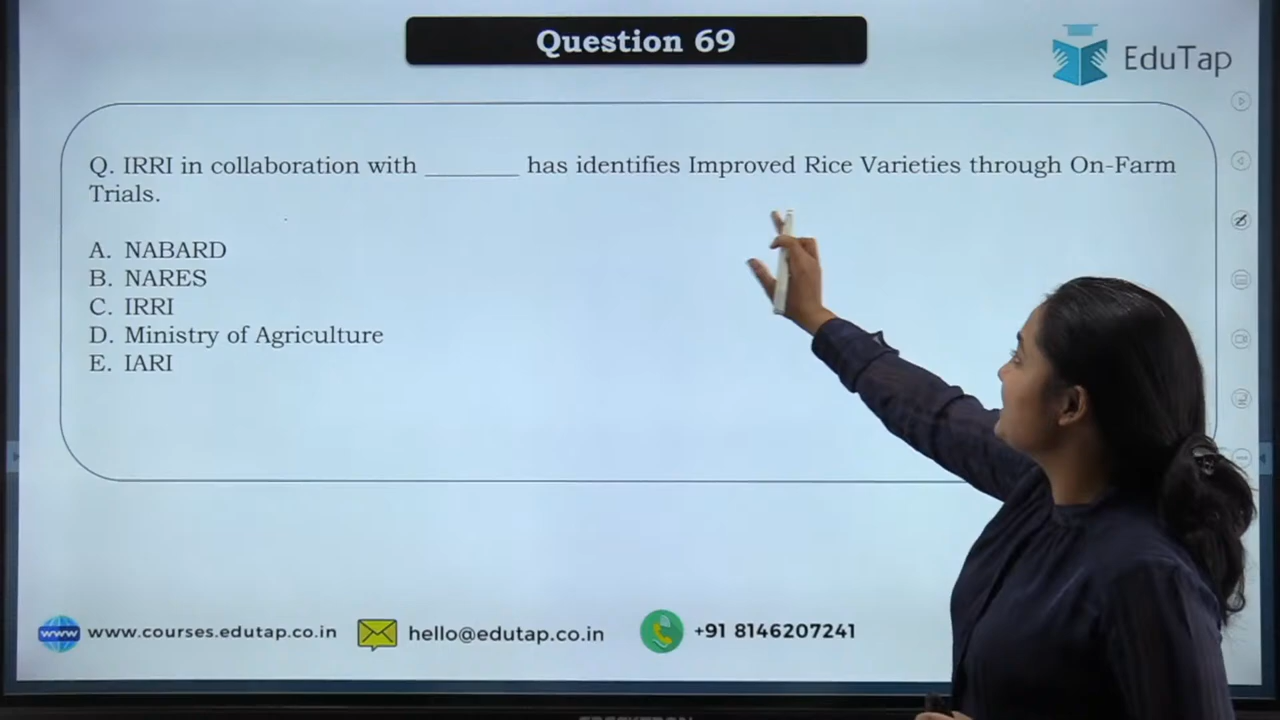 Question 69
EduTap
Q. IRRI in collaboration with ________ has identifies Improved Rice Varieties through On-Farm
Trials.
A. NABARD
B. NARES
C. IRRI
D. Ministry of Agriculture
E. IARI
www www.courses.edutap.co.in hello@edutap.co.in +91 8146207241